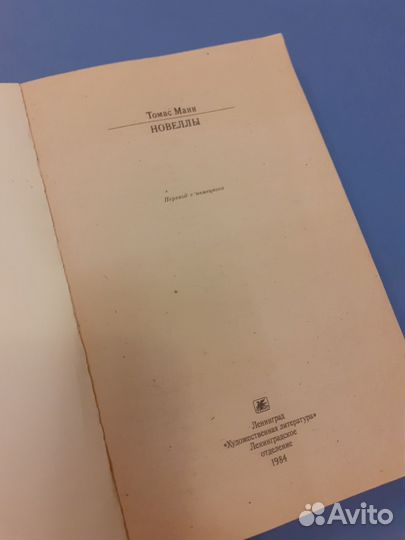 Томас Манн
НОВЕЛЛЫ
Перевод с немецкого
Ленинград
«Художественная литература»
Ленинградское
отделение
1984
Avito